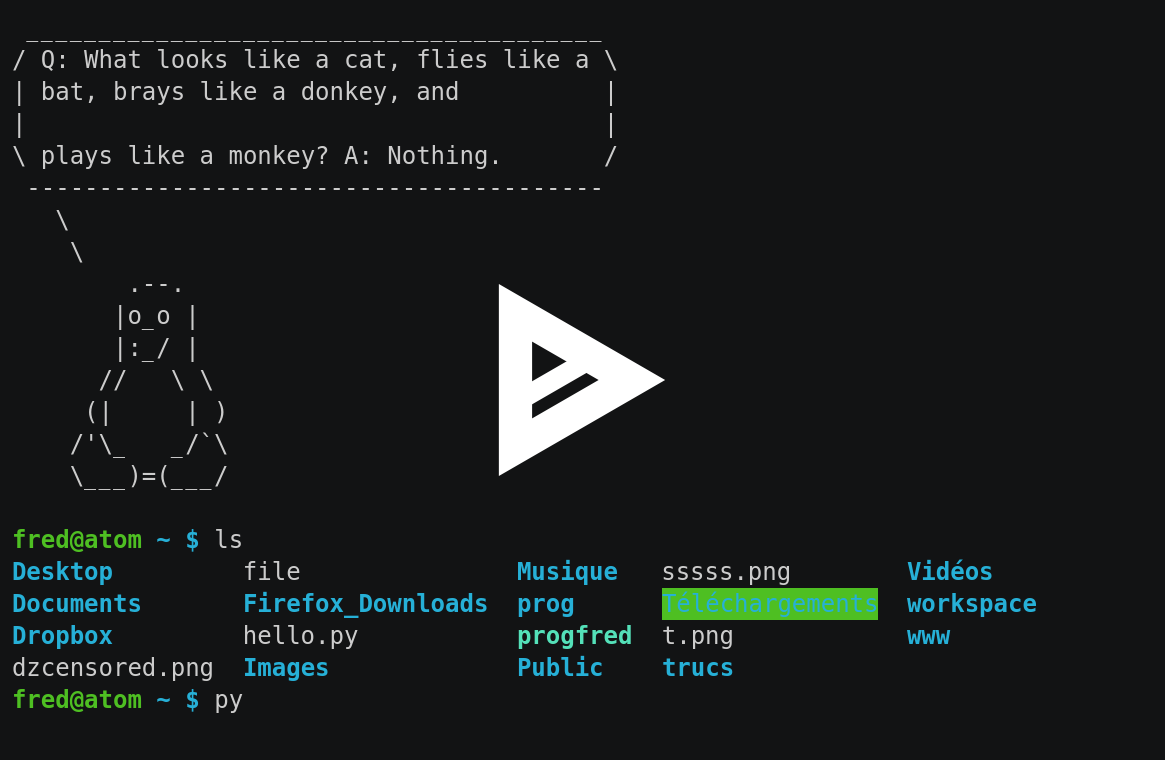 ________________________________________
/ Q: What looks like a cat, flies like a \
| bat, brays like a donkey, and          |
|                                        |
\ plays like a monkey? A: Nothing.       /
 ----------------------------------------
   \
    \
        .--.
       |o_o |
       |:_/ |
      //   \ \
     (|     | )
    /'\_   _/`\
    \___)=(___/

fred@atom ~ $ ls
Desktop         file               Musique   sssss.png        Vidéos
Documents       Firefox_Downloads  prog      Téléchargements  workspace
Dropbox         hello.py           progfred  t.png            www
dzcensored.png  Images             Public    trucs
fred@atom ~ $ py